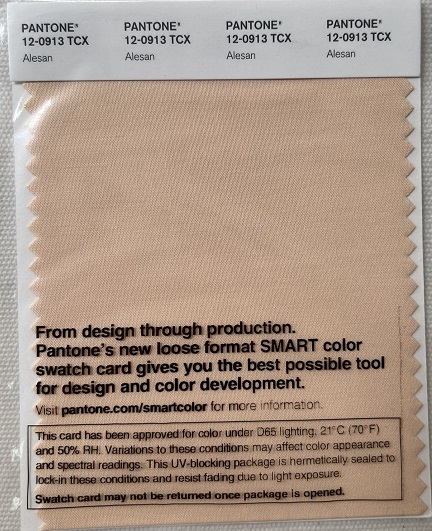 PANTONE® PANTONE® PANTONE® PANTONE®
12-0913 TCX 12-0913 TCX 12-0913 TCX 12-0913 TCX
Alesan Alesan Alesan Alesan
From design through production.
Pantone's new loose format SMART color
swatch card gives you the best possible tool
for design and color development.
Visit pantone.com/smartcolor for more information.
This card has been approved for color under D65 lighting, 21°C (70°F)
and 50% RH. Variations to these conditions may affect color appearance
and spectral readings. This UV-blocking package is hermetically sealed to
lock-in these conditions and resist fading due to light exposure.
Swatch card may not be returned once package is opened.